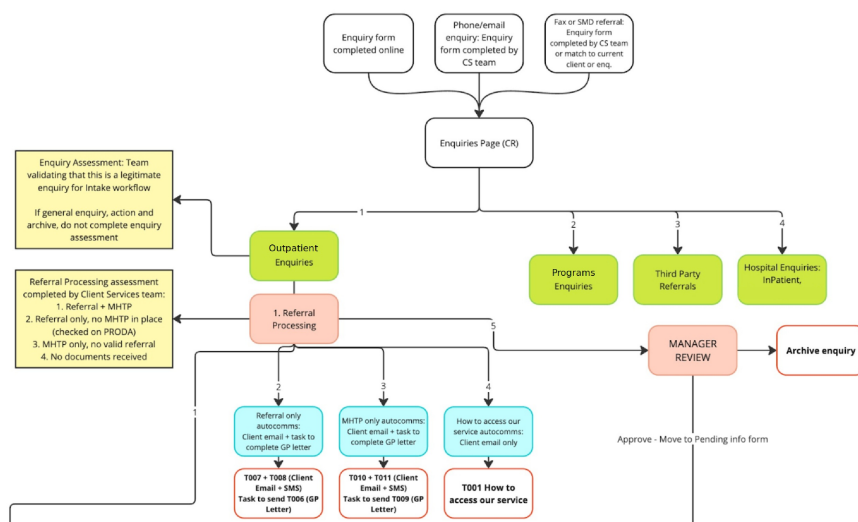 Enquiry form
completed online
Phone/email
enquiry: Enquiry
form completed by
CS team
Fax or SMD referral:
Enquiry form
completed by CS team
or match to current
client or enq.
Enquiries Page (CR)
Enquiry Assessment: Team
validating that this is a legitimate
enquiry for Intake workflow
If general enquiry, action and
archive, do not complete enquiry
assessment
1
2
3
4
Outpatient
Enquiries
Programs
Enquiries
Third Party
Referrals
Hospital Enquiries:
InPatient,
Referral Processing assessment
completed by Client Services team:
1. Referral + MHTP
2. Referral only, no MHTP in place
(checked on PRODA)
3. MHTP only, no valid referral
4. No documents received
1. Referral
Processing
5
MANAGER
REVIEW
Archive enquiry
1
2
3
4
Referral only
autocomms:
Client email + task to
complete GP letter
MHTP only autocomms:
Client email + task to
complete GP letter
How to access our
service autocomms:
Client email only
Approve - Move to Pending info form
T007 + T008 (Client
Email + SMS)
Task to send T006 (GP
Letter)
T010 + T011 (Client
Email + SMS)
Task to send T009 (GP
Letter)
T001 How to
access our service